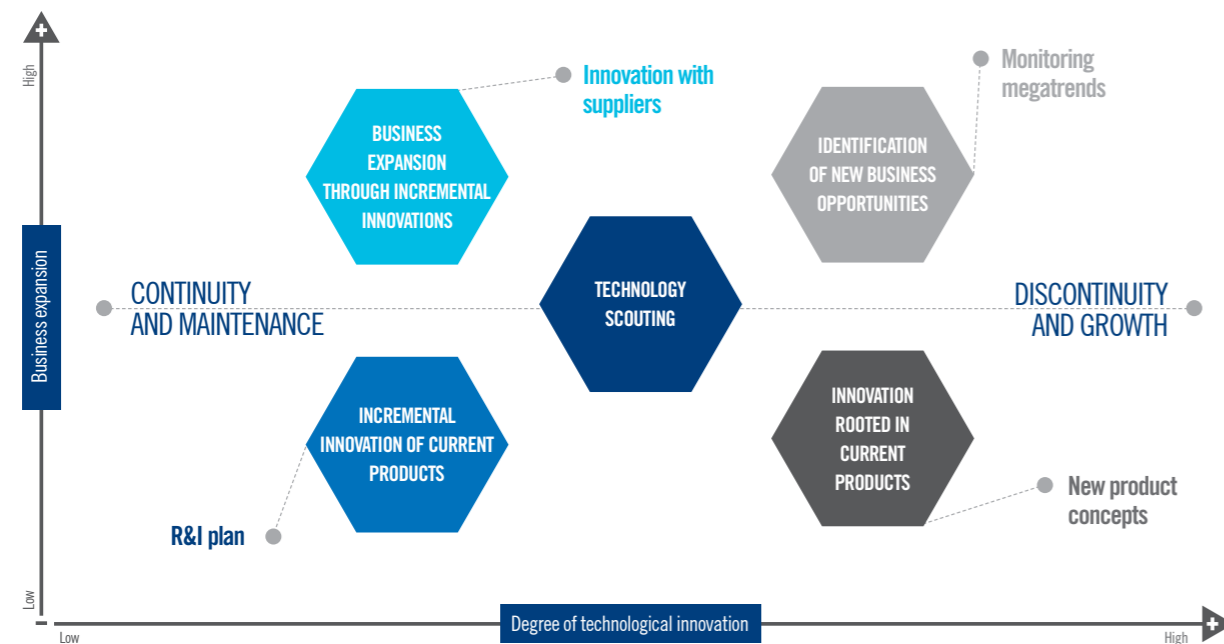 High
Innovation with
suppliers
Monitoring
megatrends
BUSINESS
EXPANSION
THROUGH INCREMENTAL
INNOVATIONS
IDENTIFICATION
OF NEW BUSINESS
OPPORTUNITIES
Business expansion
CONTINUITY
AND MAINTENANCE
TECHNOLOGY
SCOUTING
DISCONTINUITY
AND GROWTH
INCREMENTAL
INNOVATION OF CURRENT
PRODUCTS
INNOVATION
ROOTED IN
CURRENT
PRODUCTS
R&I plan
New product
concepts
Low
Low
Degree of technological innovation
High